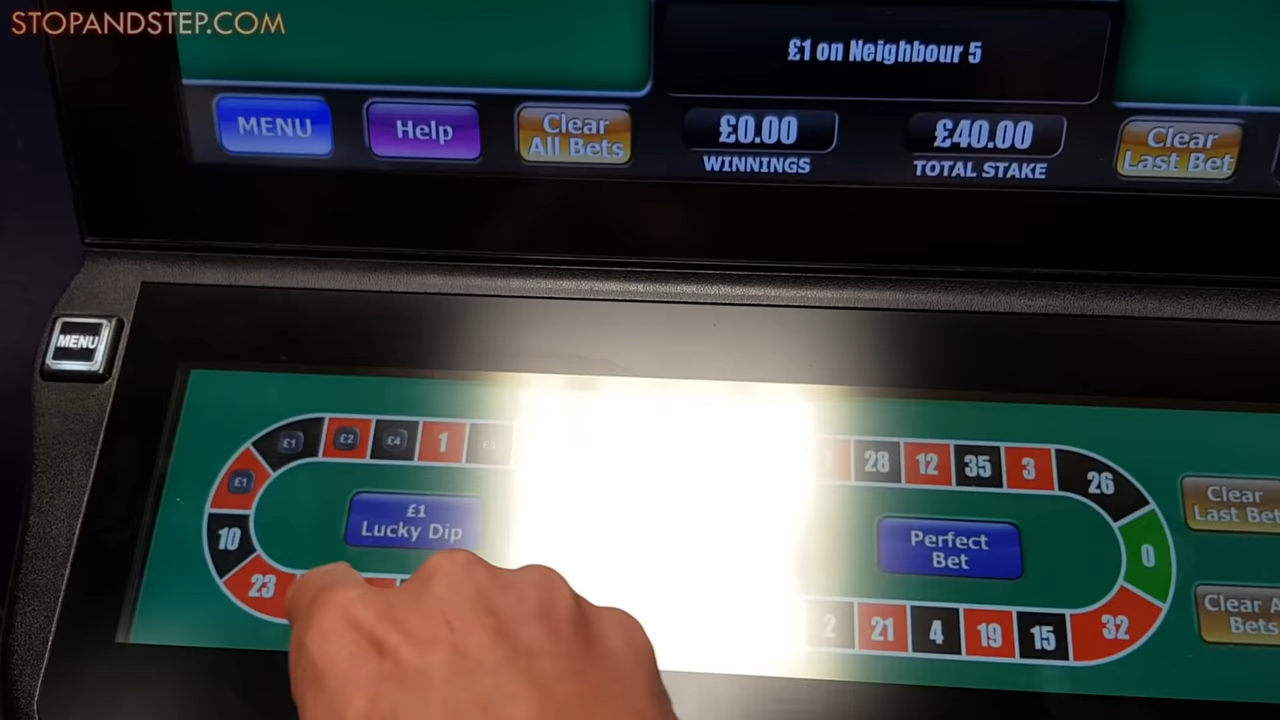 STOPANDSTEP.COM
£1 on Neighbour 5
MENU
Help
Clear
All Bets
£0.00
WINNINGS
£40.00
TOTAL STAKE
Clear
Last Bet
MENU
£1 £2 £4 1
28 12 35 3 26
£1
£1
Lucky Dip
Perfect
Bet
Clear
Last Bet
10
0
23
2 21 4 19 15 32
Clear
Bets